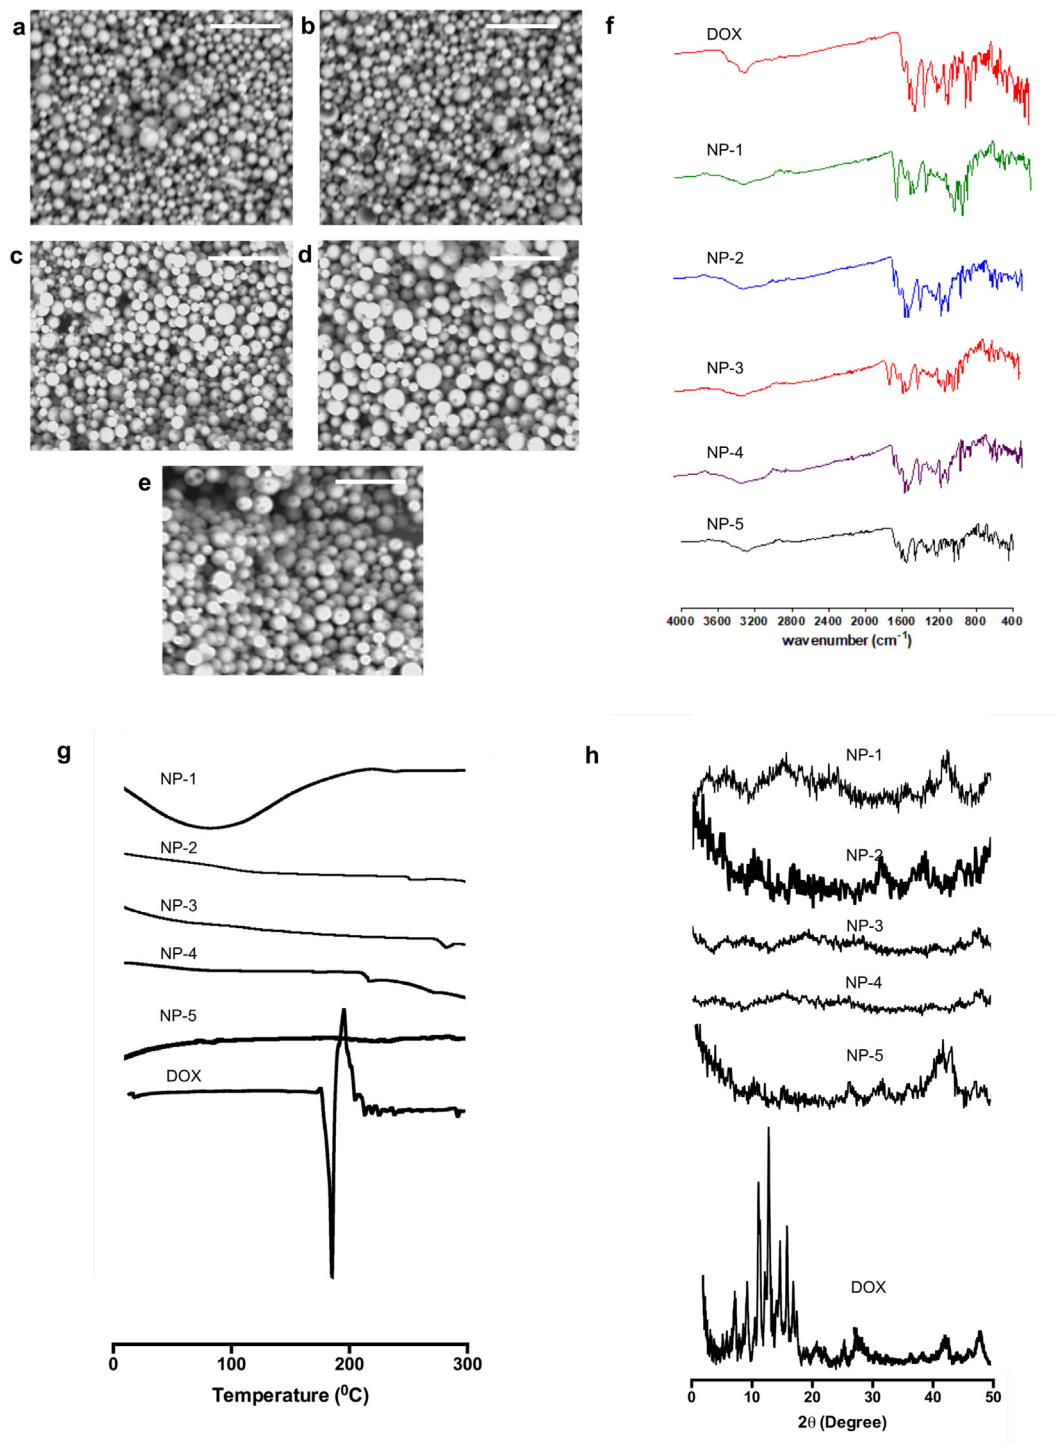 a
b
c
d
e
f
DOX
NP-1
NP-2
NP-3
NP-4
NP-5
4000 3600 3200 2800 2400 2000 1600 1200 800 400
wavenumber (cm-1)
g
NP-1
NP-2
NP-3
NP-4
NP-5
DOX
0 100 200 300
Temperature (⁰C)
h
NP-1
NP-2
NP-3
NP-4
NP-5
DOX
0 10 20 30 40 50
2θ (Degree)